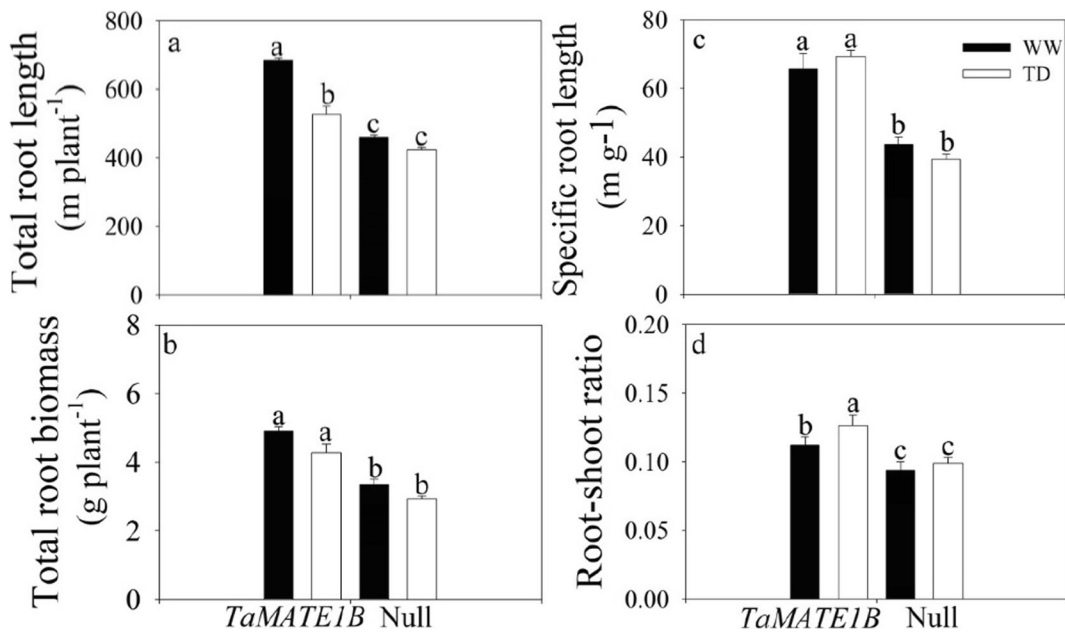 Total root length
(m plant⁻¹)
800
600
400
200
0
a
a
b
c
c
Specific root length
(m g-1)
80
60
40
20
0
c
a
a
b
b
WW
TD
Total root biomass
(g plant⁻¹)
8
6
4
2
0
b
a
a
b
b
TaMATE1B Null
Root-shoot ratio
0.20
0.15
0.10
0.05
0.00
d
b
a
c
c
TaMATE1B Null